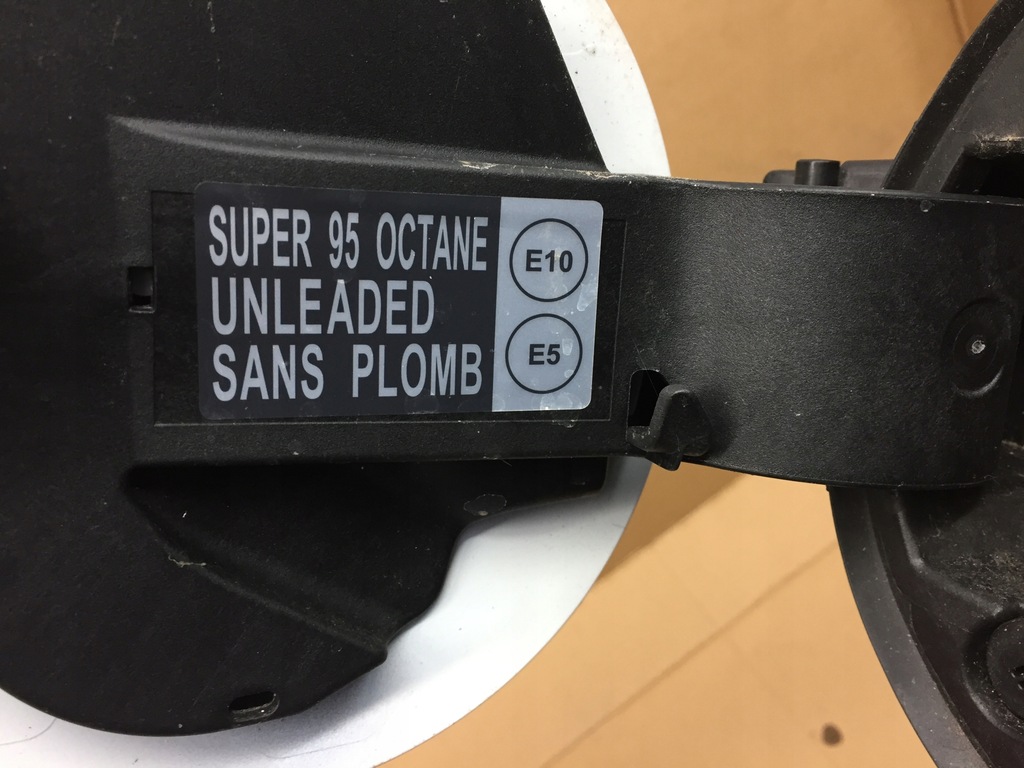 SUPER 95 OCTANE
UNLEADED
SANS PLOMB
E10
E5